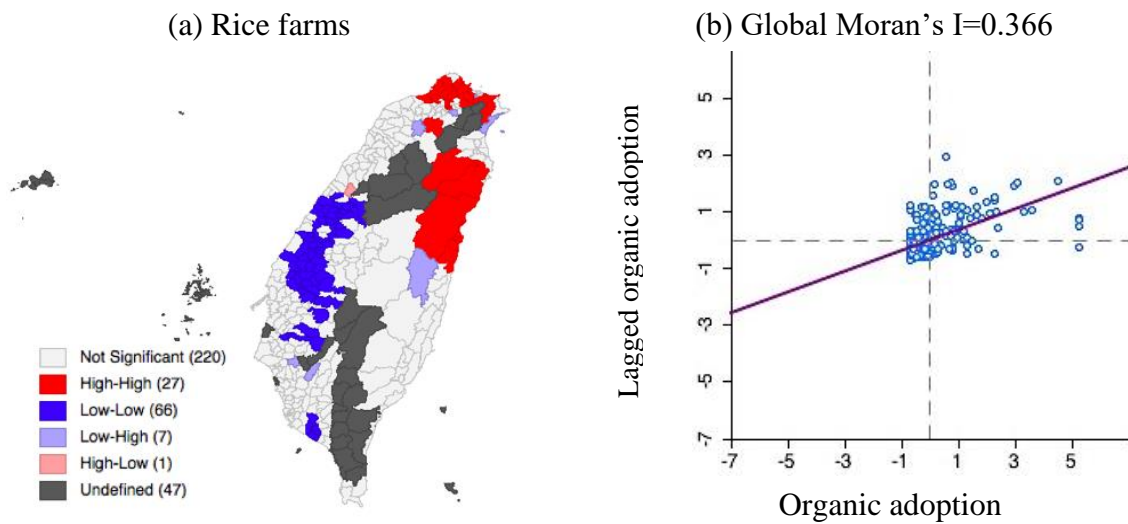 (a) Rice farms
Not Significant (220)
High-High (27)
Low-Low (66)
Low-High (7)
High-Low (1)
Undefined (47)
(b) Global Moran’s I=0.366
Lagged organic adoption
5
3
1
-1
-3
-5
-7
-7 -5 -3 -1 1 3 5
Organic adoption